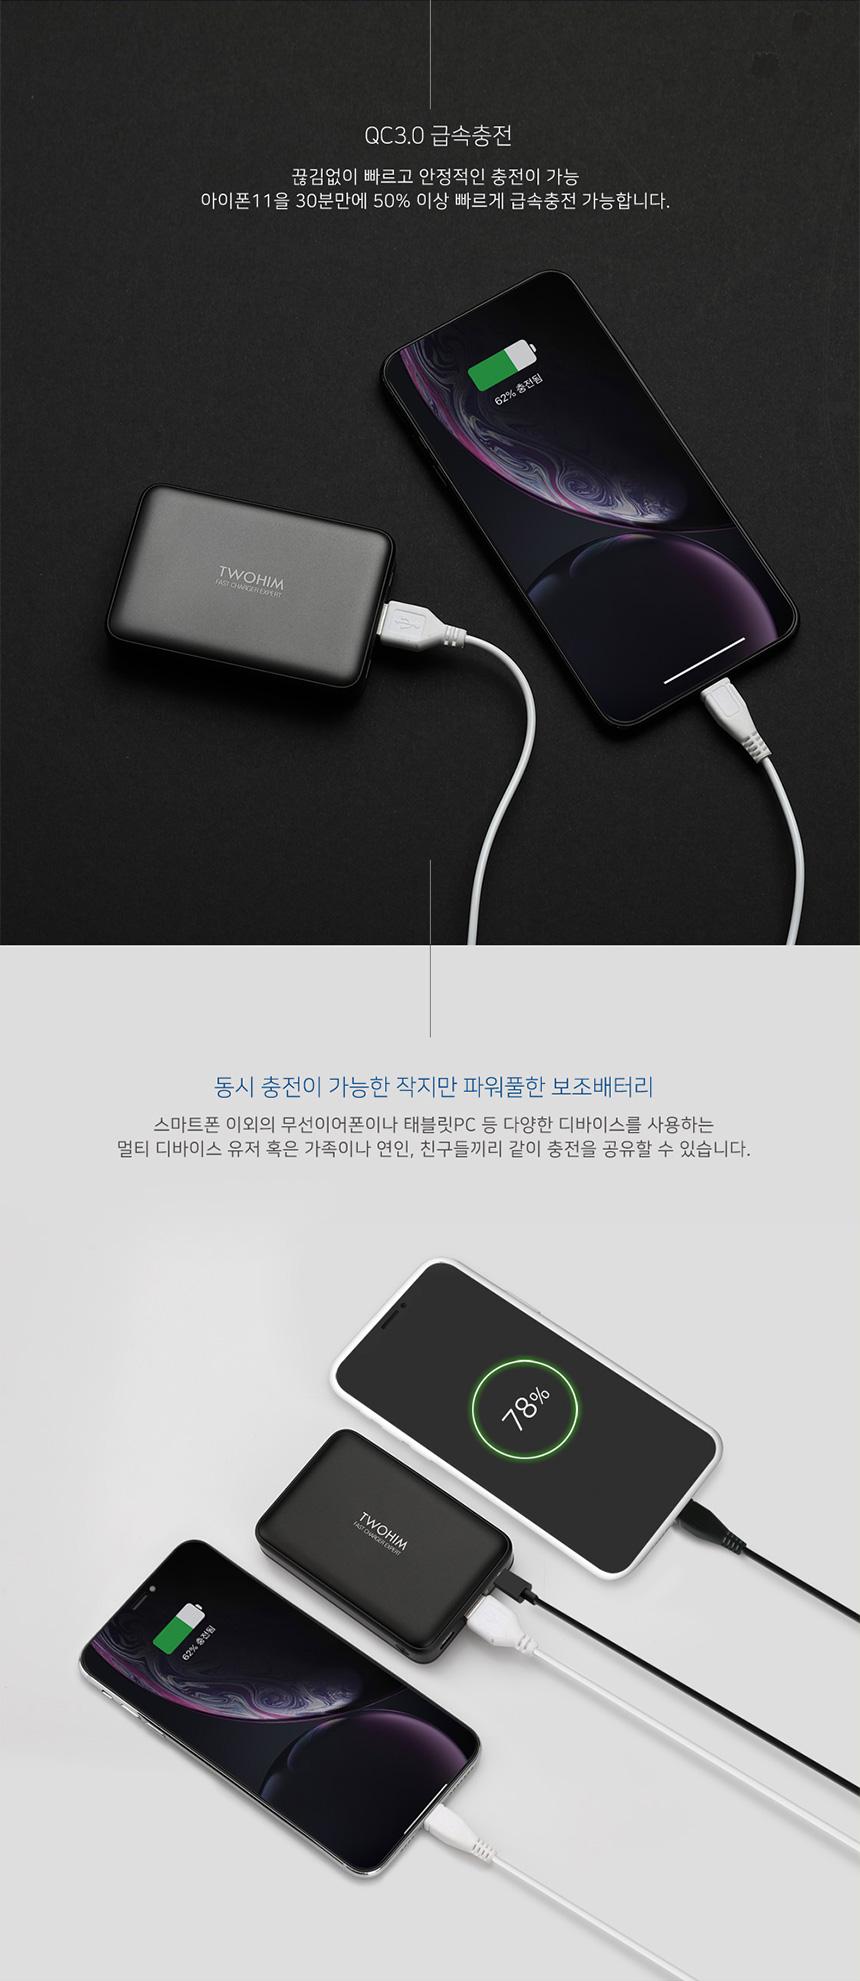 QC3.0 급속충전
끊김없이 빠르고 안정적인 충전이 가능
아이폰11을 30분만에 50% 이상 빠르게 급속충전 가능합니다.
62% 충전됨
TWOHIM
FAST CHARGER EXPERT
동시 충전이 가능한 작지만 파워풀한 보조배터리
스마트폰 이외의 무선이어폰이나 태블릿PC 등 다양한 디바이스를 사용하는
멀티 디바이스 유저 혹은 가족이나 연인, 친구들끼리 같이 충전을 공유할 수 있습니다.
78%
TWOHIM
FAST CHARGER EXPERT
62% 충전됨